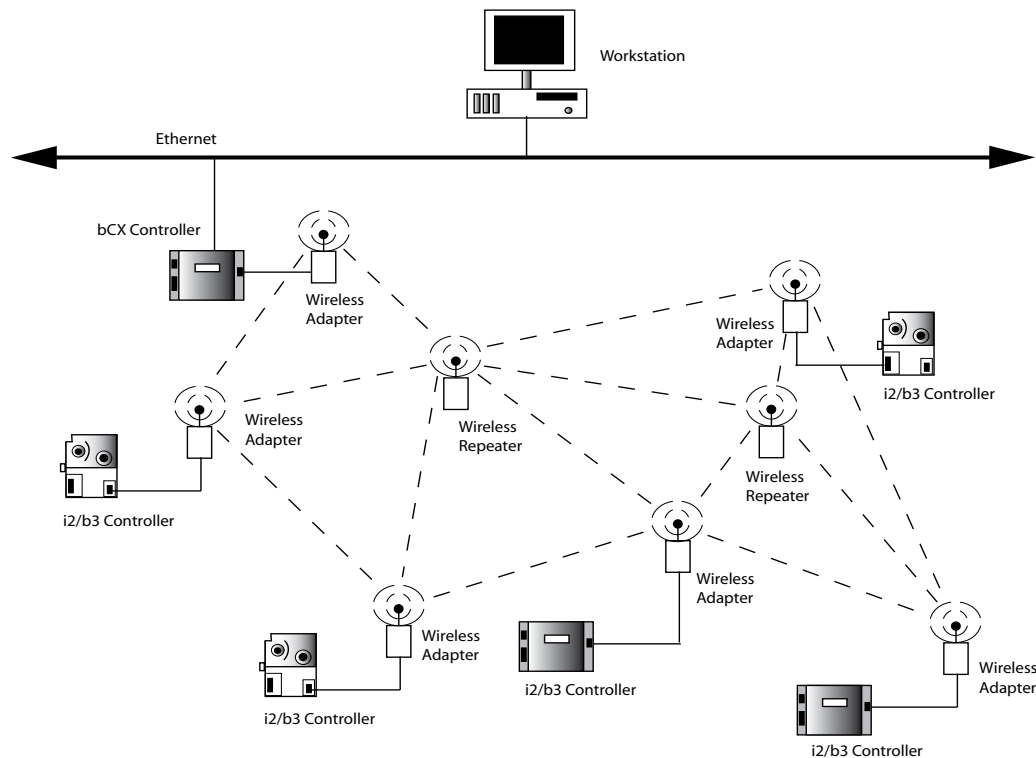 Workstation
Ethernet
bCX Controller
Wireless
Adapter
Wireless
Adapter
i2/b3 Controller
Wireless
Adapter
Wireless
Repeater
Wireless
Repeater
i2/b3 Controller
Wireless
Adapter
Wireless
Adapter
i2/b3 Controller
i2/b3 Controller
Wireless
Adapter
i2/b3 Controller